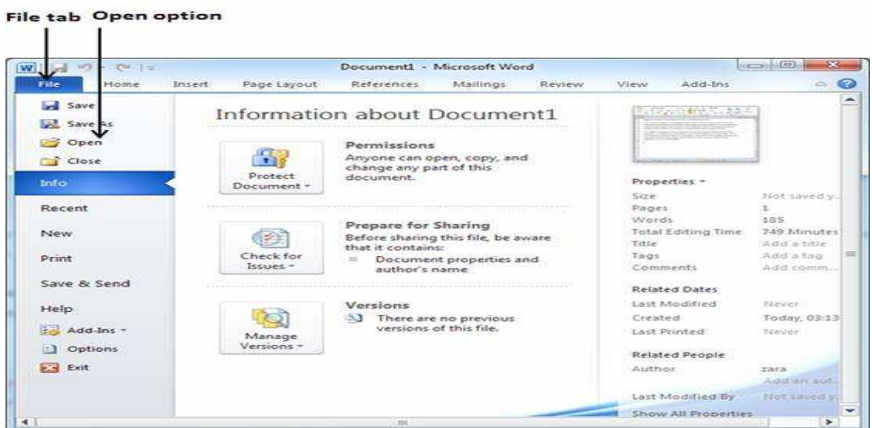 File tab Open option
Document1 - Microsoft Word
File Home Insert Page Layout References Mailings Review View Add-Ins
Save
Save As
Open
Close
Info
Recent
New
Print
Save & Send
Help
Add-Ins
Options
Exit
Information about Document1
Protect
Document
Permissions
Anyone can open, copy, and
change any part of this
document.
Check for
Issues
Prepare for Sharing
Before sharing this file, be aware
that it contains:
Document properties and
author's name
Manage
Versions
Versions
There are no previous
versions of this file.
Properties
Size Not saved y...
Pages 1
Words 185
Total Editing Time 749 Minutes
Title Add a title
Tags Add a tag
Comments Add comm...
Related Dates
Last Modified Never
Created Today, 03:13
Last Printed Never
Related People
Author zara
Add an aut...
Last Modified By Not saved y
Show All Properties